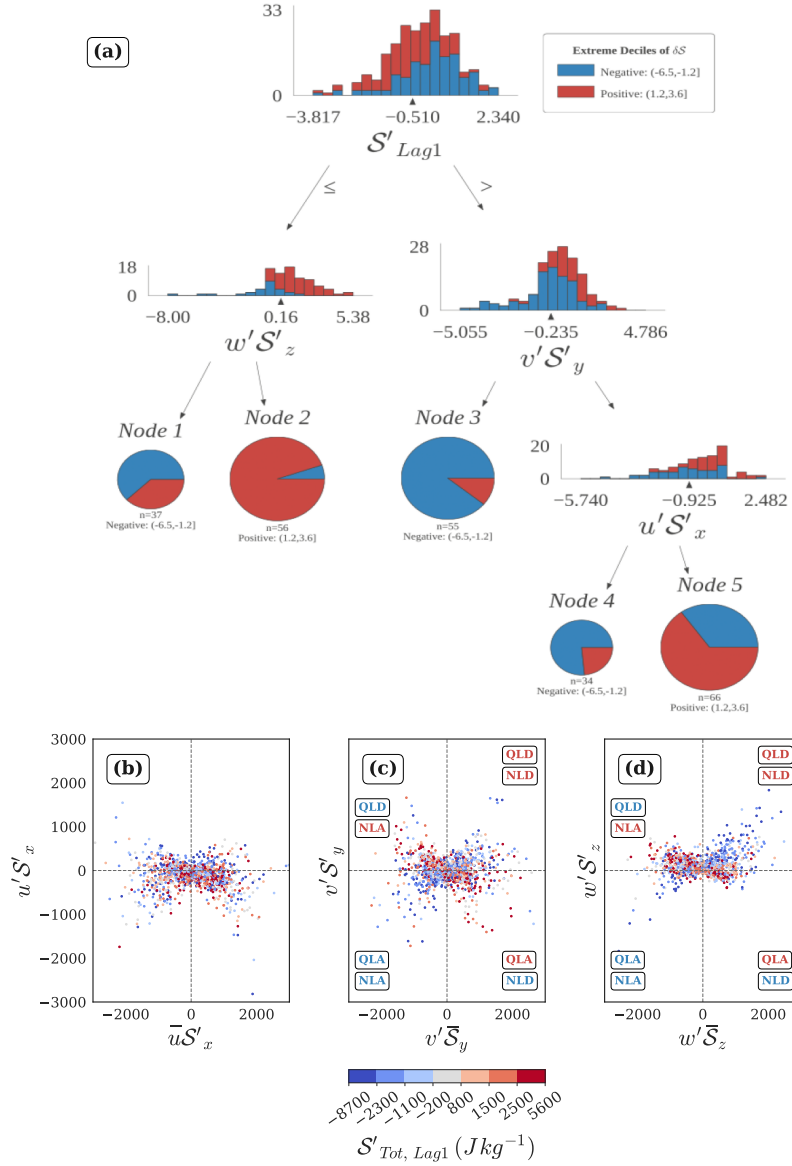 (a)
33
0
−3.817
−0.510
2.340
S′ Lag1
Extreme Deciles of δS
Negative: (-6.5,-1.2]
Positive: (1.2,3.6]
≤
>
18
0
−8.00
0.16
5.38
w′S′z
28
0
−5.055
−0.235
4.786
v′S′y
Node 1
n=37
Negative: (-6.5,-1.2]
Node 2
n=56
Positive: (1.2,3.6]
Node 3
n=55
Negative: (-6.5,-1.2]
20
0
−5.740
−0.925
2.482
u′S′x
Node 4
n=34
Negative: (-6.5,-1.2]
Node 5
n=66
Positive: (1.2,3.6]
3000
2000
1000
0
−1000
−2000
−3000
u′S′x
(b)
−2000
0
2000
u̅S′x
v′S′y
(c)
QLD
NLD
QLD
NLA
QLA
NLA
QLA
NLD
−2000
0
2000
v′S̅y
w′S′z
(d)
QLD
NLD
QLD
NLA
QLA
NLA
QLA
NLD
−2000
0
2000
w′S̅z
−8700
−2300
−1100
−200
800
1500
2500
5600
S′Tot, Lag1 (Jkg−1)